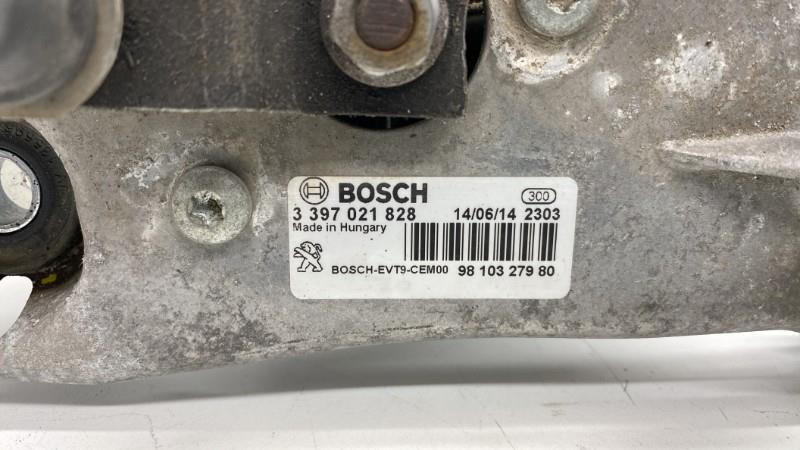 BOSCH 300
3 397 021 828 14/06/14 2303
Made in Hungary
BOSCH-EVT9-CEM00 98 103 279 80